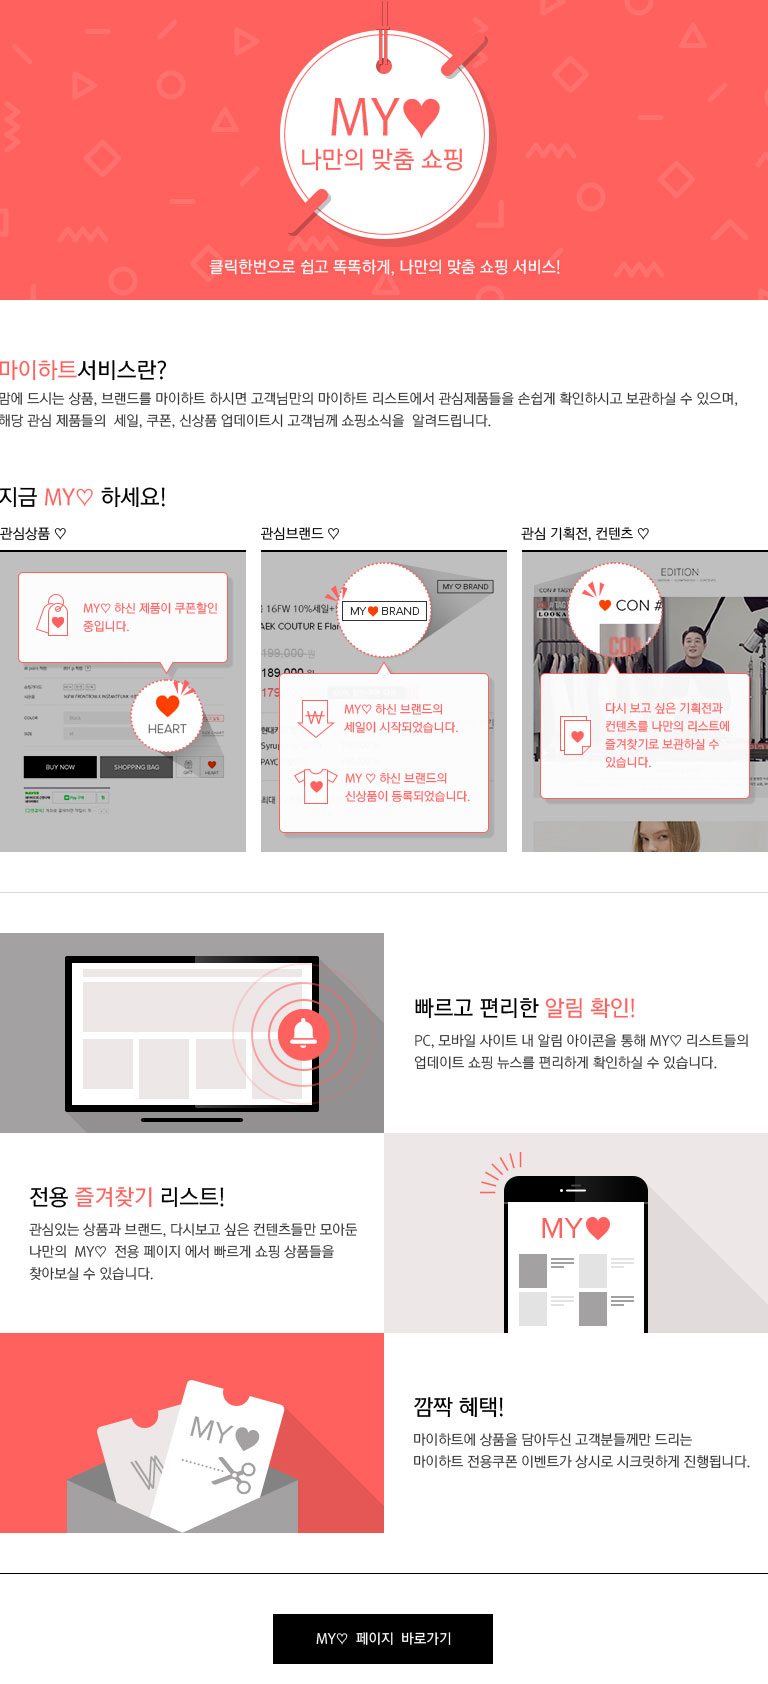 MY♥
나만의 맞춤 쇼핑
클릭한번으로 쉽고 똑똑하게, 나만의 맞춤 쇼핑 서비스!
마이하트서비스란?
맘에 드시는 상품, 브랜드를 마이하트 하시면 고객님만의 마이하트 리스트에서 관심제품들을 손쉽게 확인하시고 보관하실 수 있으며,
해당 관심 제품들의 세일, 쿠폰, 신상품 업데이트시 고객님께 쇼핑소식을 알려드립니다.
지금 MY♡ 하세요!
관심상품 ♡
MY♡ 하신 제품이 쿠폰할인
중입니다.
HEART
COLOR
SIZE
BUY NOW
SHOPPING BAG
GIFT
HEART
NAVER
관심브랜드 ♡
MY ♡ BRAND
16FW 10%세일+
MY♥BRAND
AEK COUTUR E Flar
199,000 원
189,000 원
179
MY♡ 하신 브랜드의
세일이 시작되었습니다.
현대카
Syrup
PAYC
MY ♡ 하신 브랜드의
신상품이 등록되었습니다.
최대
관심 기획전, 컨텐츠 ♡
EDITION
CON # TAG
♥ CON #
LOOKA
CON
다시 보고 싶은 기획전과
컨텐츠를 나만의 리스트에
즐겨찾기로 보관하실 수
있습니다.
빠르고 편리한 알림 확인!
PC, 모바일 사이트 내 알림 아이콘을 통해 MY♡ 리스트들의
업데이트 쇼핑 뉴스를 편리하게 확인하실 수 있습니다.
전용 즐겨찾기 리스트!
관심있는 상품과 브랜드, 다시보고 싶은 컨텐츠들만 모아둔
나만의 MY♡ 전용 페이지 에서 빠르게 쇼핑 상품들을
찾아보실 수 있습니다.
MY♥
MY♥
W
깜짝 혜택!
마이하트에 상품을 담아두신 고객분들께만 드리는
마이하트 전용쿠폰 이벤트가 상시로 시크릿하게 진행됩니다.
MY♡ 페이지 바로가기